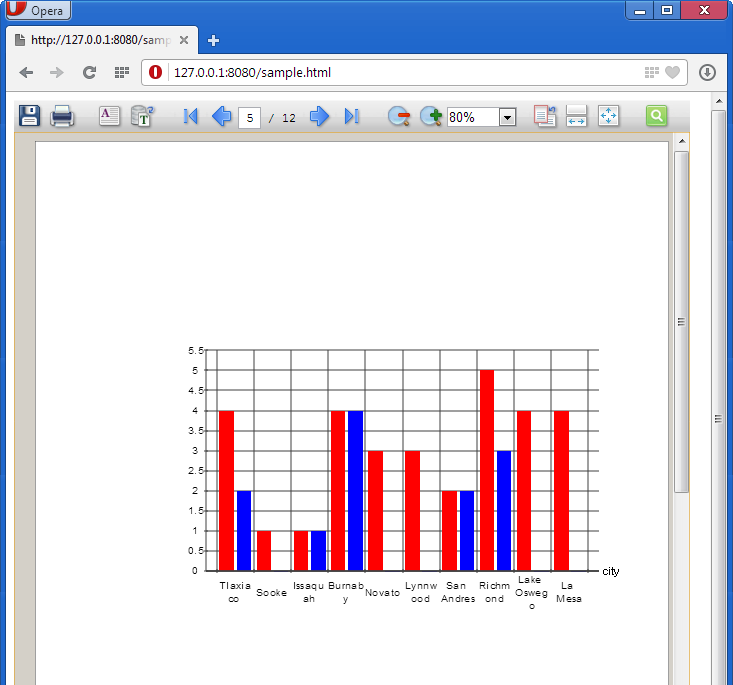 Opera
http://127.0.0.1:8080/samp
127.0.0.1:8080/sample.html
5 / 12
80%
5.5
5
4.5
4
3.5
3
2.5
2
1.5
1
0.5
0
city
Tlaxia
co
Sooke
Issaqu
ah
Burnab
y
Novato
Lynnw
ood
San
Andres
Richm
ond
Lake
Osweg
o
La
Mesa